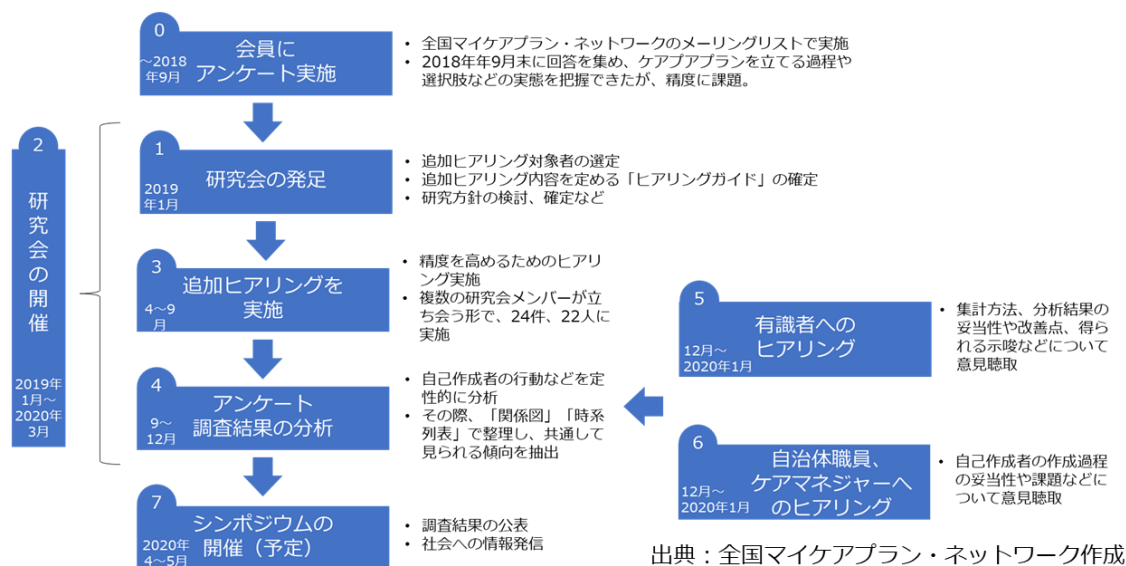 0
～2018
年9月
会員に
アンケート実施
• 全国マイケアプラン・ネットワークのメーリングリストで実施
• 2018年年9月末に回答を集め、ケアプアプランを立てる過程や
選択肢などの実態を把握できたが、精度に課題。
2
研究会の開催
2019年
1月～
2020年
3月
1
2019
年1月
研究会の発足
• 追加ヒアリング対象者の選定
• 追加ヒアリング内容を定める「ヒアリングガイド」の確定
• 研究方針の検討、確定など
3
4～9
月
追加ヒアリングを
実施
• 精度を高めるためのヒアリ
ング実施
• 複数の研究会メンバーが立
ち会う形で、24件、22人に
実施
4
9～
12月
アンケート
調査結果の分析
• 自己作成者の行動などを定
性的に分析
• その際、「関係図」「時系
列表」で整理し、共通して
見られる傾向を抽出
5
12月～
2020年1月
有識者への
ヒアリング
• 集計方法、分析結果の
妥当性や改善点、得ら
れる示唆などについて
意見聴取
6
12月～
2020年1月
自治体職員、
ケアマネジャーへ
のヒアリング
• 自己作成者の作成過程
の妥当性や課題などに
ついて意見聴取
7
2020年
4～5月
シンポジウムの
開催（予定）
• 調査結果の公表
• 社会への情報発信
出典：全国マイケアプラン・ネットワーク作成